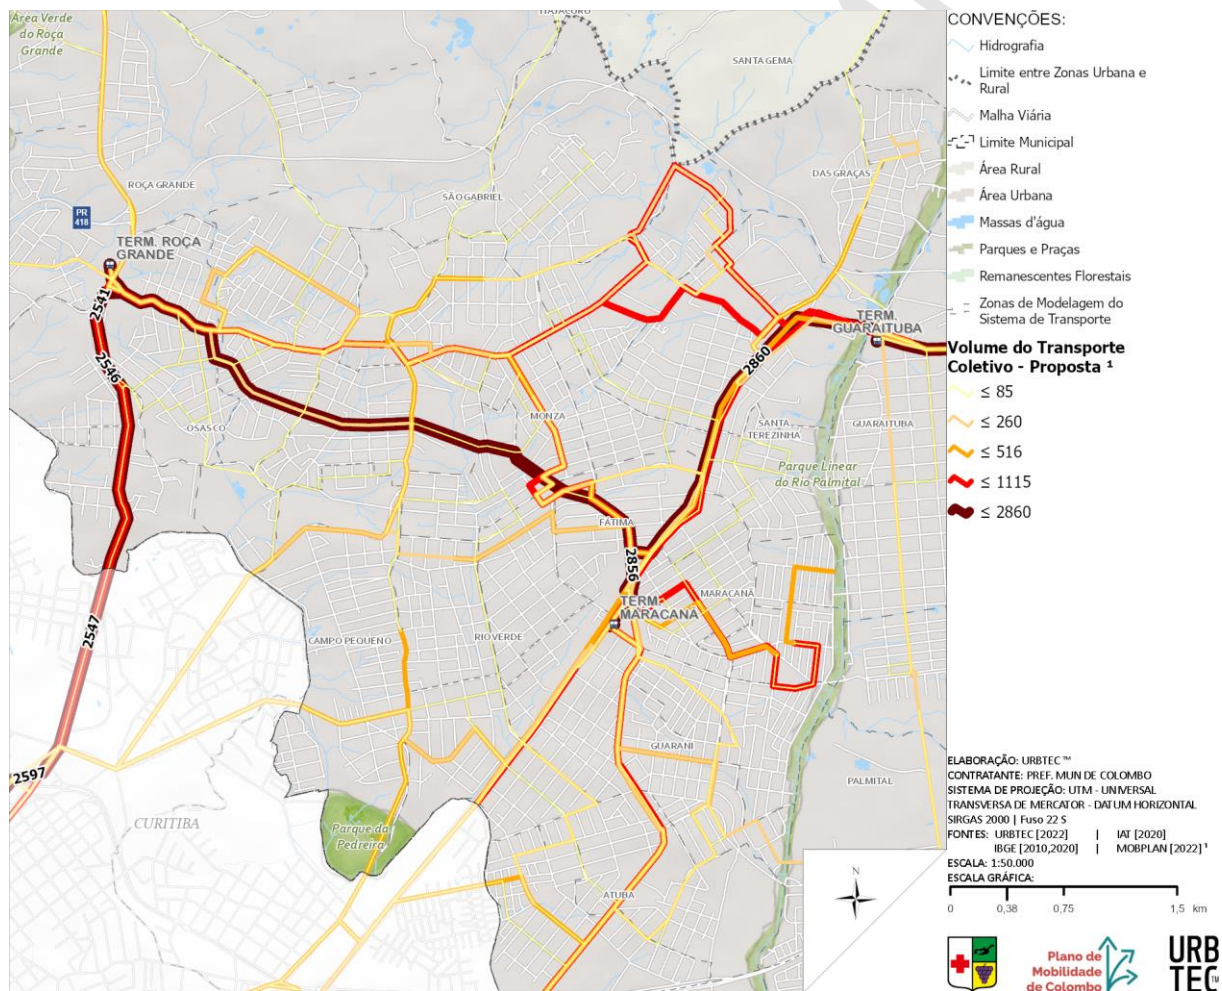 Área Verde
do Roça
Grande
SANTA GEMA
ROÇA GRANDE
SÃO GABRIEL
DAS GRAÇAS
PR
418
TERM. ROÇA
GRANDE
2541
2546
TERM.
GUARAITUBA
2860
MONZA
OSASCO
SANTA
TEREZINHA
GUARAITUBA
Parque Linear
do Rio Palmital
FÁTIMA
2856
MARACANÃ
TERM.
MARACANÃ
CAMPO PEQUENO
RIO VERDE
2547
GUARANI
PALMITAL
2597
CURITIBA
Parque da
Pedreira
ATUBA
N
CONVENÇÕES:
Hidrografia
Limite entre Zonas Urbana e
Rural
Malha Viária
Limite Municipal
Área Rural
Área Urbana
Massas d'água
Parques e Praças
Remanescentes Florestais
Zonas de Modelagem do
Sistema de Transporte
Volume do Transporte
Coletivo - Proposta ¹
≤ 85
≤ 260
≤ 516
≤ 1115
≤ 2860
ELABORAÇÃO: URBTEC ™
CONTRATANTE: PREF. MUN DE COLOMBO
SISTEMA DE PROJEÇÃO: UTM - UNIVERSAL
TRANSVERSA DE MERCATOR - DATUM HORIZONTAL
SIRGAS 2000 | Fuso 22 S
FONTES: URBTEC [2022] | IAT [2020]
IBGE [2010,2020] | MOBPLAN [2022] ¹
ESCALA: 1:50.000
ESCALA GRÁFICA:
0 0,38 0,75 1,5 km
Plano de
Mobilidade
de Colombo
URB
TEC™